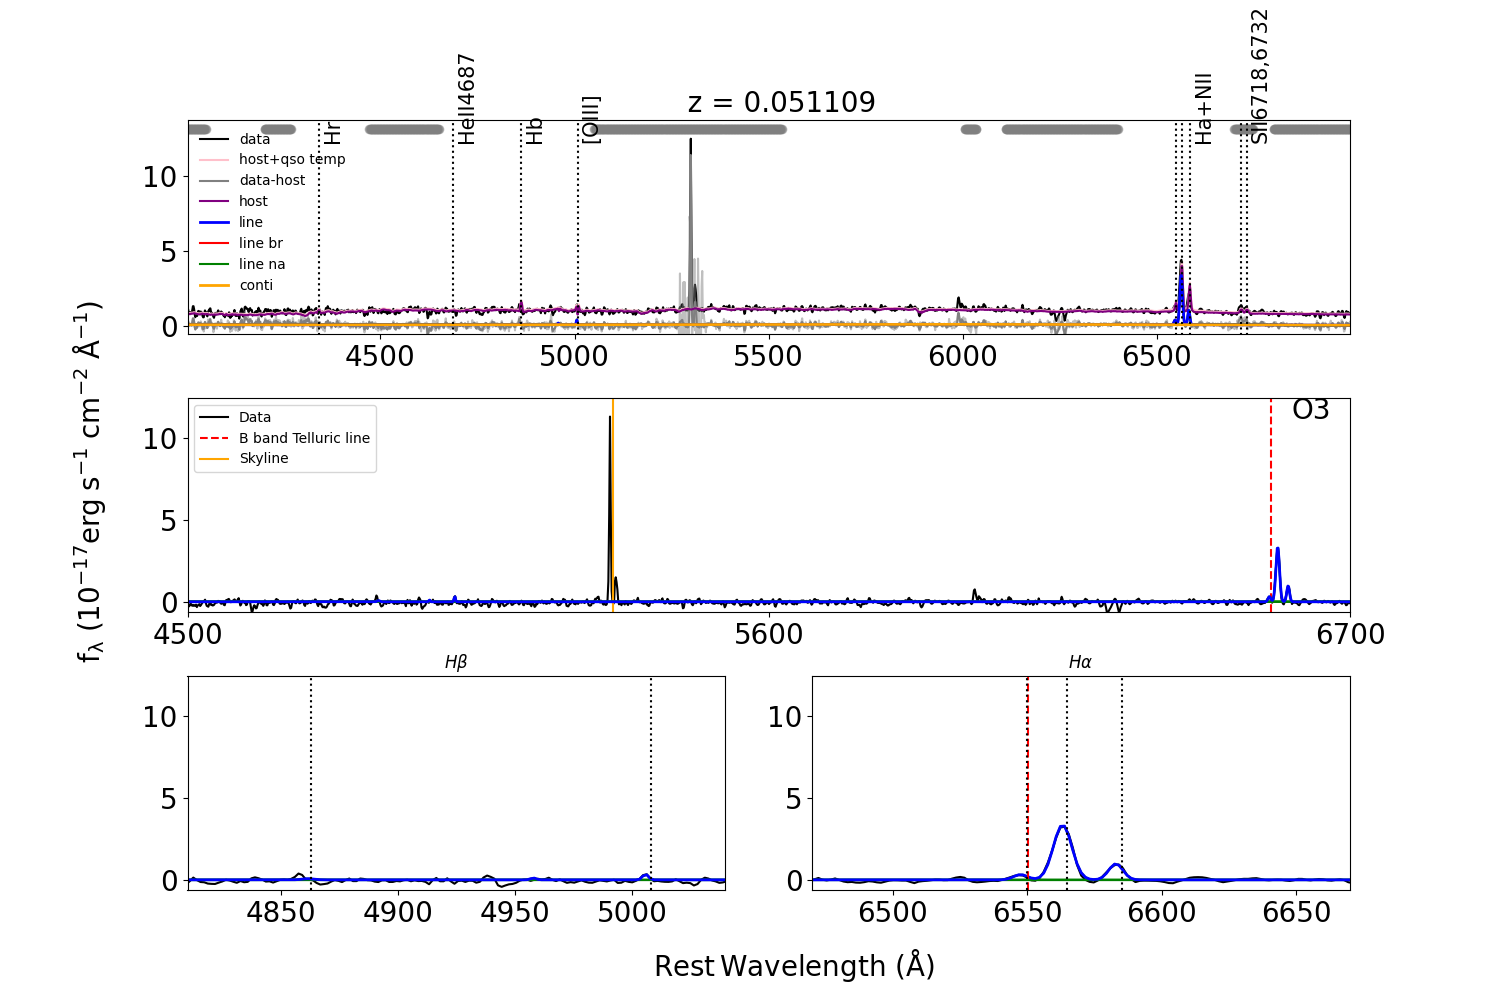 z = 0.051109
Hr
HeII4687
Hb
[OIII]
Ha+NII
SII6718,6732
data
host+qso temp
data-host
host
line
line br
line na
conti
10
5
0
4500 5000 5500 6000 6500
Data
B band Telluric line
Skyline
O3
10
5
0
4500 5600 6700
fλ (10⁻¹⁷erg s⁻¹ cm⁻² Å⁻¹)
Hβ
10
5
0
4850 4900 4950 5000
Hα
10
5
0
6500 6550 6600 6650
Rest Wavelength (Å)